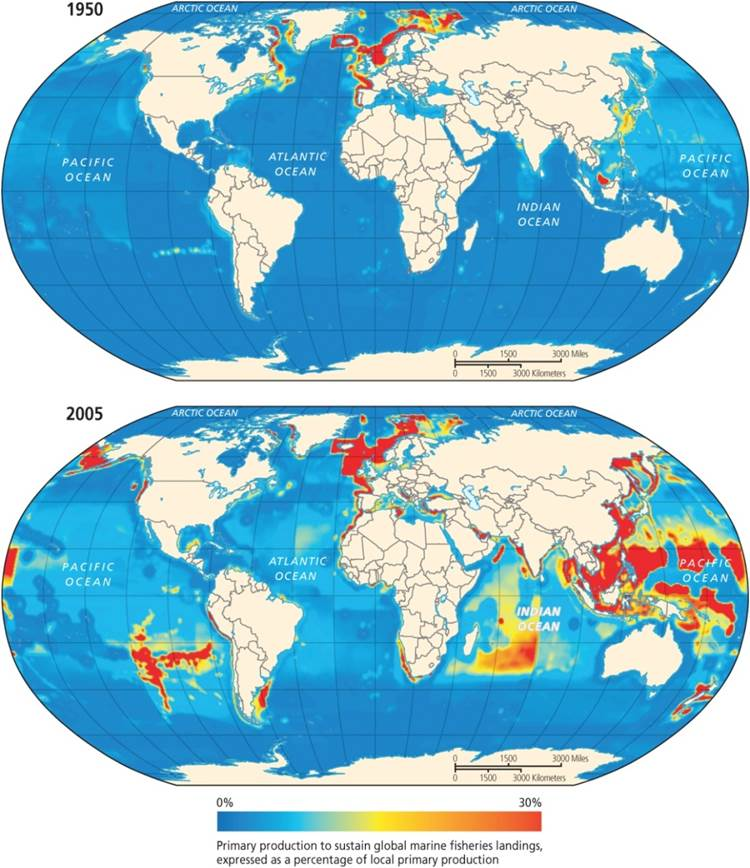 1950
ARCTIC OCEAN
ARCTIC OCEAN
PACIFIC
OCEAN
ATLANTIC
OCEAN
PACIFIC
OCEAN
INDIAN
OCEAN
0 1500 3000 Miles
0 1500 3000 Kilometers
2005
ARCTIC OCEAN
ARCTIC OCEAN
PACIFIC
OCEAN
ATLANTIC
OCEAN
PACIFIC
OCEAN
INDIAN
OCEAN
0 1500 3000 Miles
0 1500 3000 Kilometers
0% 30%
Primary production to sustain global marine fisheries landings,
expressed as a percentage of local primary production